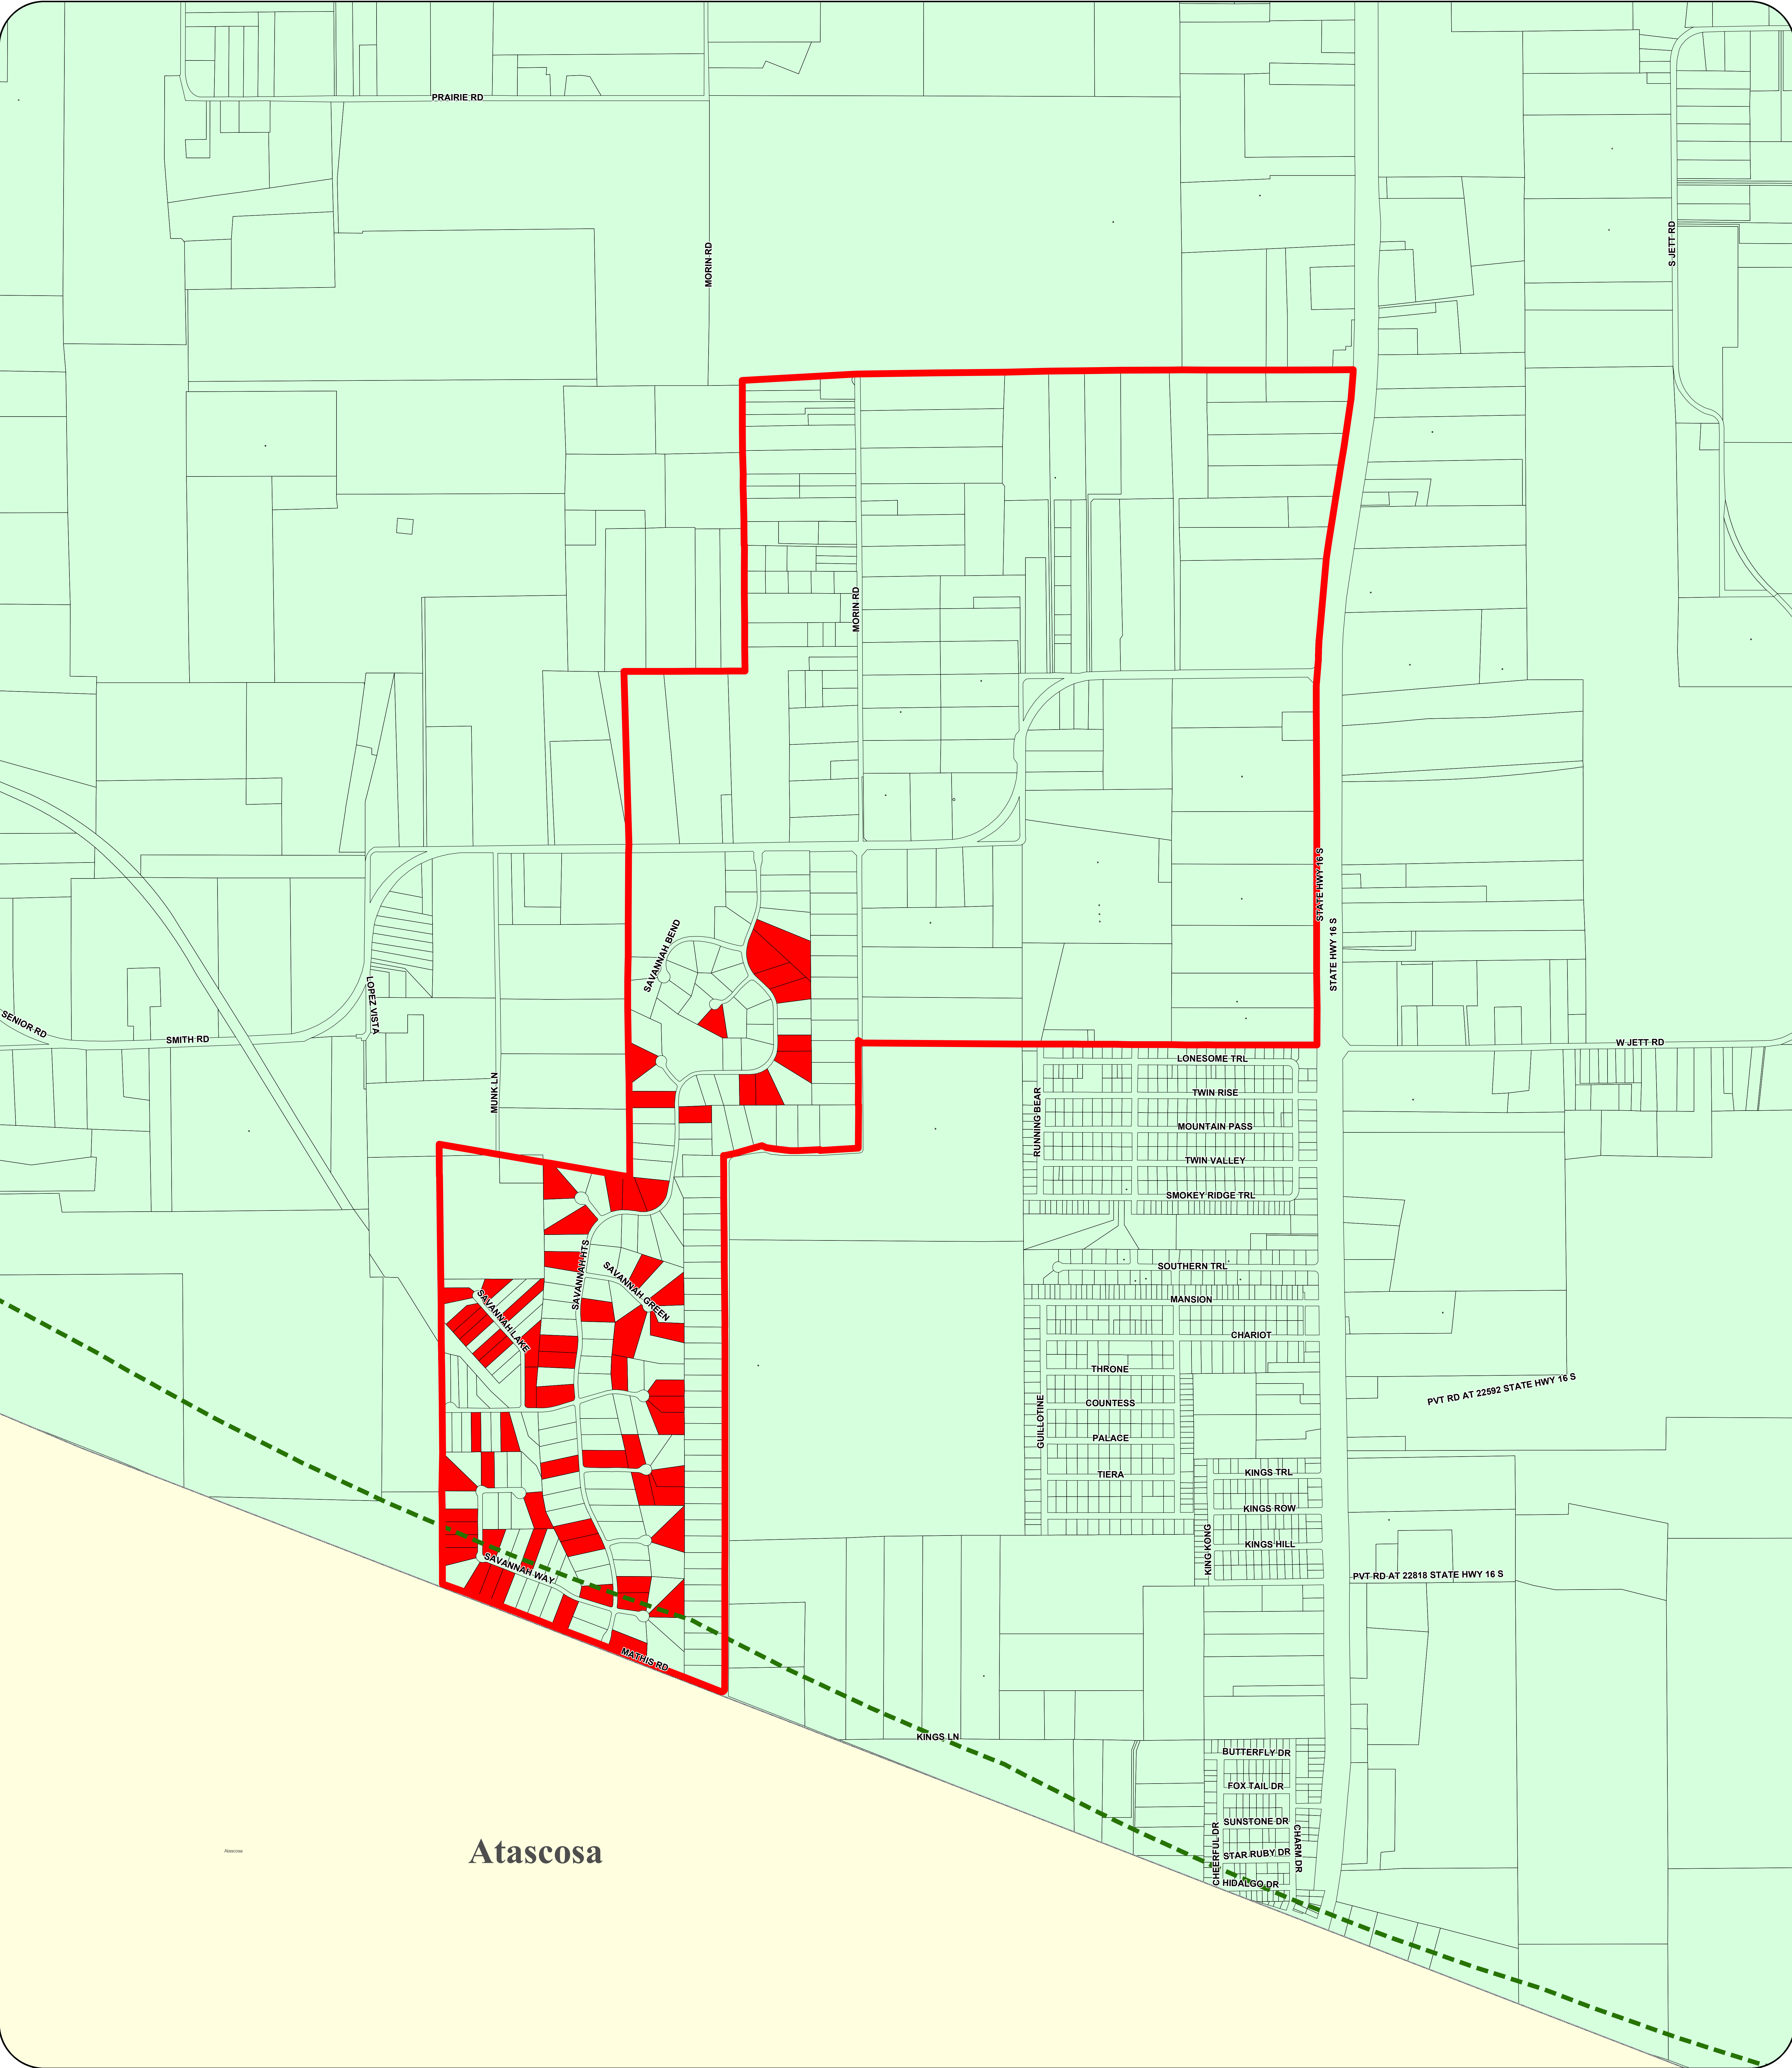 PRAIRIE RD
MORIN RD
S JETT RD
MORIN RD
STATE HWY 16 S
STATE HWY 16 S
SAVANNAH BEND
LOPEZ VISTA
SENIOR RD
SMITH RD
W JETT RD
MUNK LN
LONESOME TRL
TWIN RISE
RUNNING BEAR
MOUNTAIN PASS
TWIN VALLEY
SMOKEY RIDGE TRL
SAVANNAH HTS
SAVANNAH GREEN
SOUTHERN TRL
SAVANNAH LAKE
MANSION
CHARIOT
THRONE
PVT RD AT 22592 STATE HWY 16 S
COUNTESS
GUILLOTINE
PALACE
TIERA
KINGS TRL
KINGS ROW
KING KONG
KINGS HILL
SAVANNAH WAY
PVT RD AT 22818 STATE HWY 16 S
MATHIS RD
KINGS LN
BUTTERFLY DR
FOX TAIL DR
SUNSTONE DR
CHEERFUL DR
CHARM DR
STAR RUBY DR
HIDALGO DR
Atascosa
Atascosa